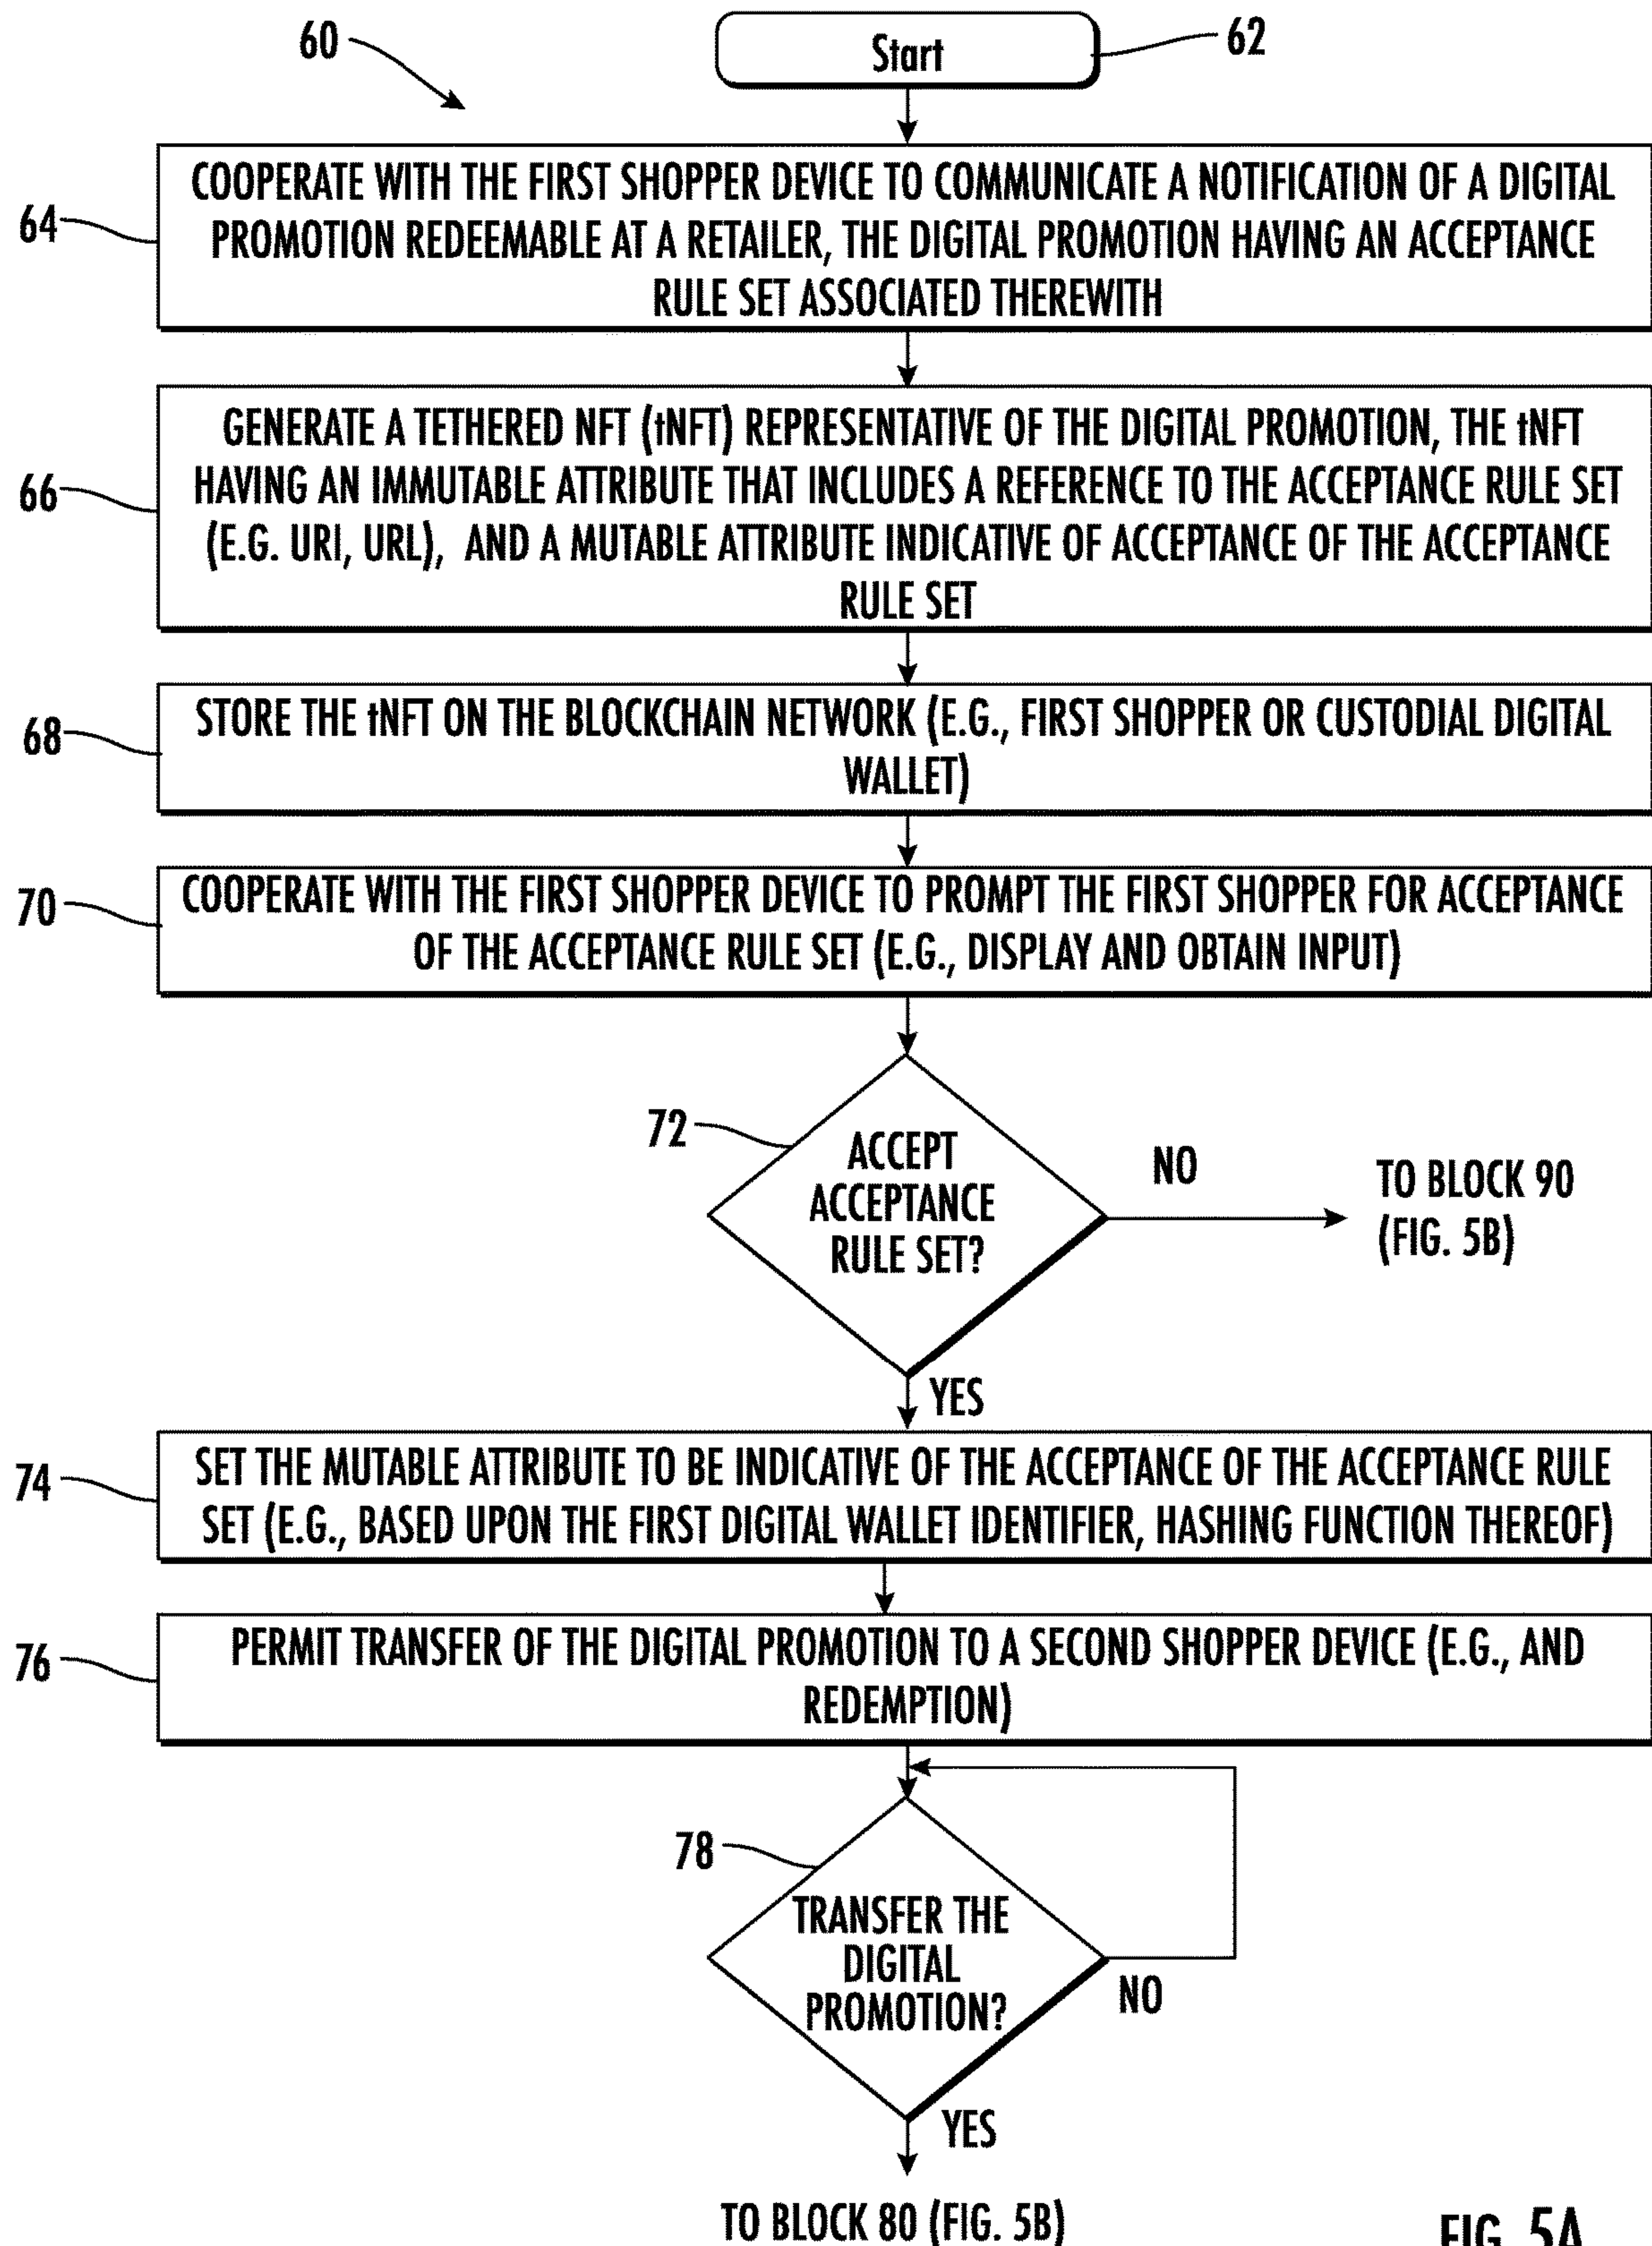 60
Start
62
64
COOPERATE WITH THE FIRST SHOPPER DEVICE TO COMMUNICATE A NOTIFICATION OF A DIGITAL
PROMOTION REDEEMABLE AT A RETAILER, THE DIGITAL PROMOTION HAVING AN ACCEPTANCE
RULE SET ASSOCIATED THEREWITH
66
GENERATE A TETHERED NFT (tNFT) REPRESENTATIVE OF THE DIGITAL PROMOTION, THE tNFT
HAVING AN IMMUTABLE ATTRIBUTE THAT INCLUDES A REFERENCE TO THE ACCEPTANCE RULE SET
(E.G. URI, URL), AND A MUTABLE ATTRIBUTE INDICATIVE OF ACCEPTANCE OF THE ACCEPTANCE
RULE SET
68
STORE THE tNFT ON THE BLOCKCHAIN NETWORK (E.G., FIRST SHOPPER OR CUSTODIAL DIGITAL
WALLET)
70
COOPERATE WITH THE FIRST SHOPPER DEVICE TO PROMPT THE FIRST SHOPPER FOR ACCEPTANCE
OF THE ACCEPTANCE RULE SET (E.G., DISPLAY AND OBTAIN INPUT)
72
ACCEPT
ACCEPTANCE
RULE SET?
NO
TO BLOCK 90
(FIG. 5B)
YES
74
SET THE MUTABLE ATTRIBUTE TO BE INDICATIVE OF THE ACCEPTANCE OF THE ACCEPTANCE RULE
SET (E.G., BASED UPON THE FIRST DIGITAL WALLET IDENTIFIER, HASHING FUNCTION THEREOF)
76
PERMIT TRANSFER OF THE DIGITAL PROMOTION TO A SECOND SHOPPER DEVICE (E.G., AND
REDEMPTION)
78
TRANSFER THE
DIGITAL
PROMOTION?
NO
YES
TO BLOCK 80 (FIG. 5B)
FIG. 5A